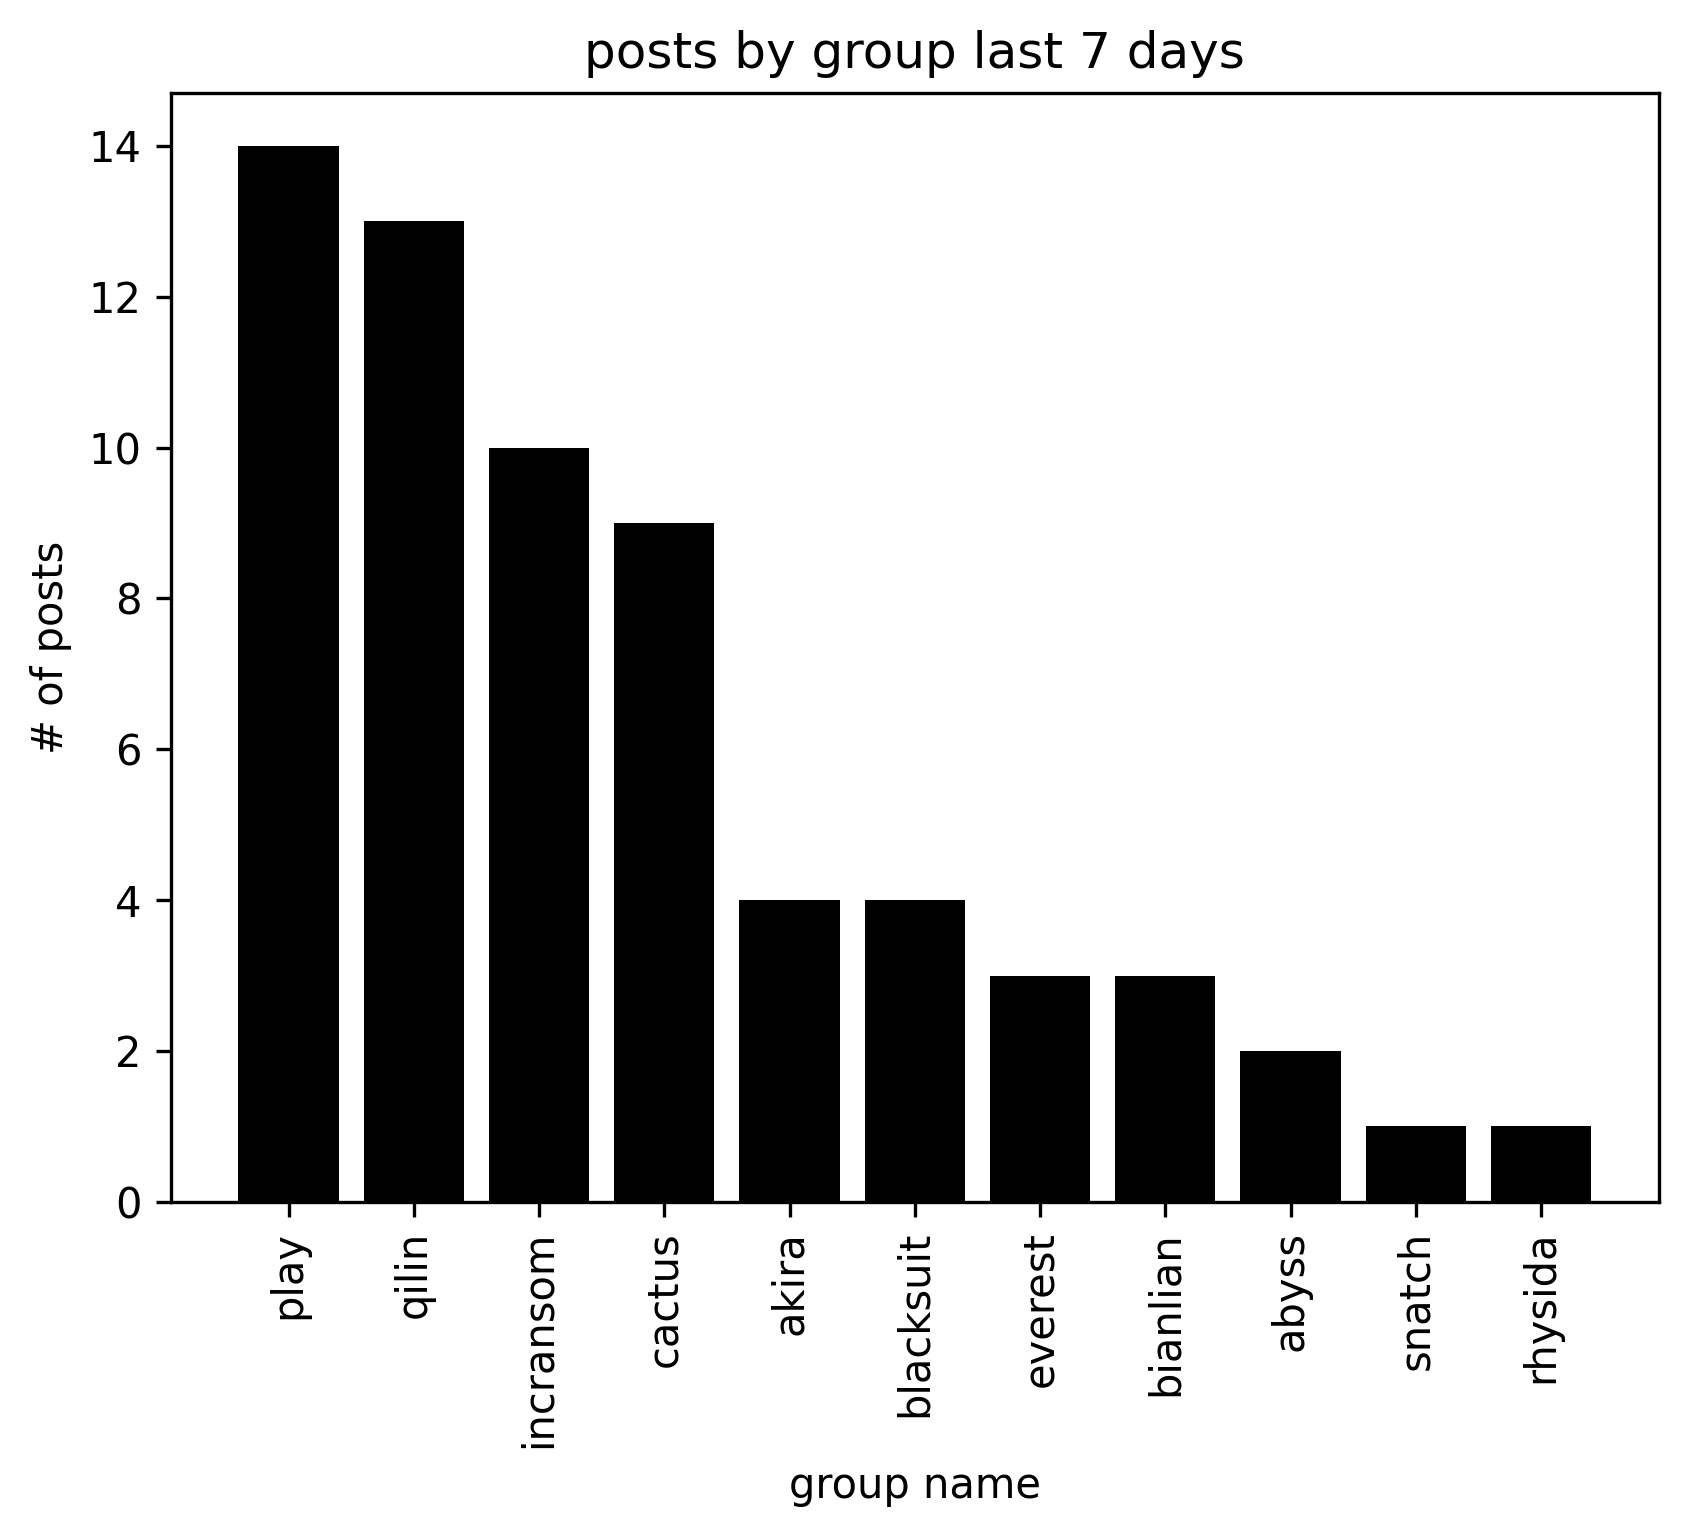 posts by group last 7 days
# of posts
14
12
10
8
6
4
2
0
play
qilin
incransom
cactus
akira
blacksuit
everest
bianlian
abyss
snatch
rhysida
group name